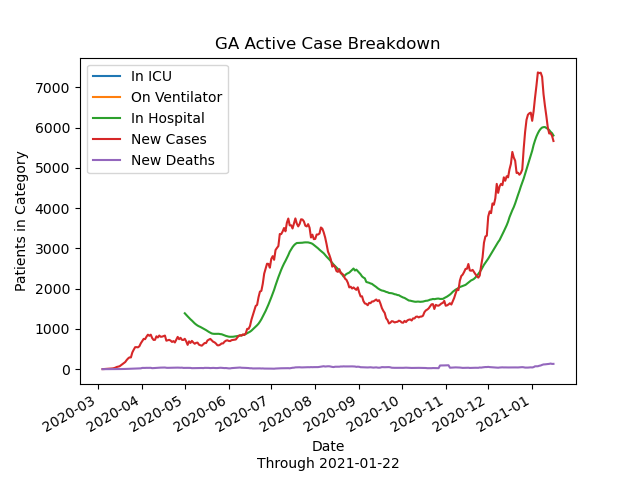 GA Active Case Breakdown
In ICU
On Ventilator
In Hospital
New Cases
New Deaths
Patients in Category
7000
6000
5000
4000
3000
2000
1000
0
2020-03
2020-04
2020-05
2020-06
2020-07
2020-08
2020-09
2020-10
2020-11
2020-12
2021-01
Date
Through 2021-01-22